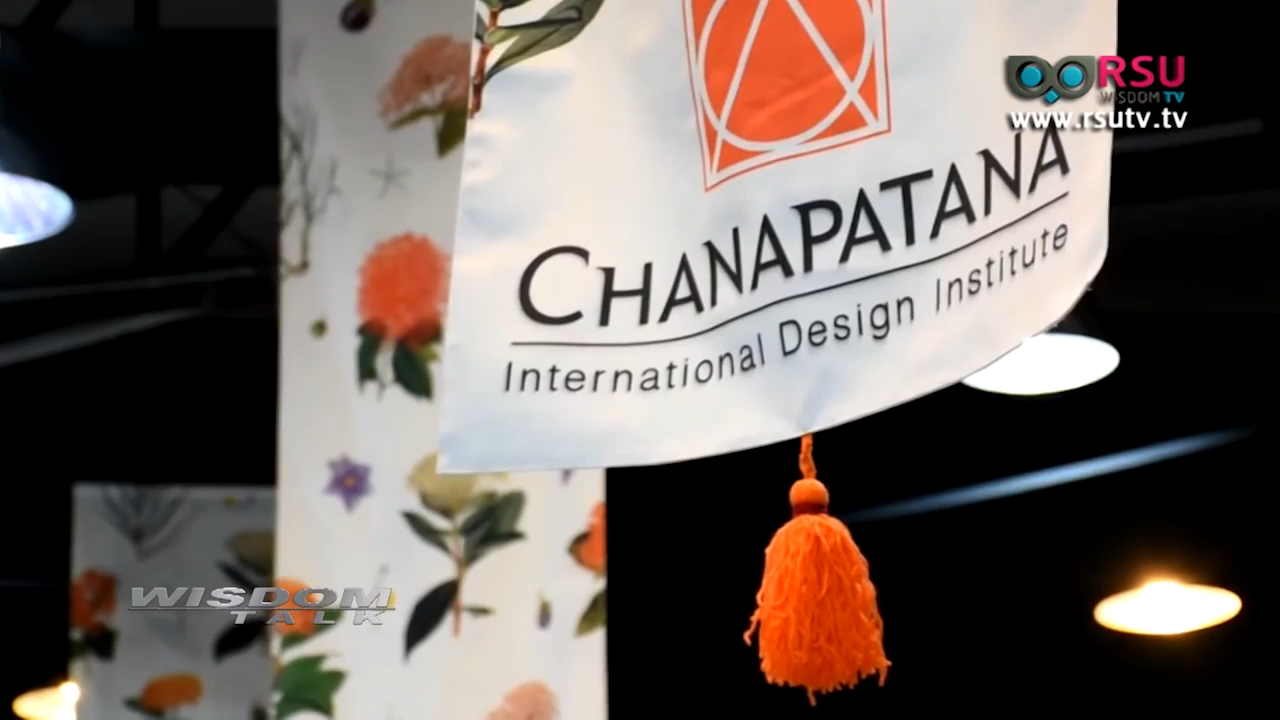 RSU
WISDOM TV
www.rsutv.tv
CHANAPATANA
International Design Institute
WISDOM
TALK